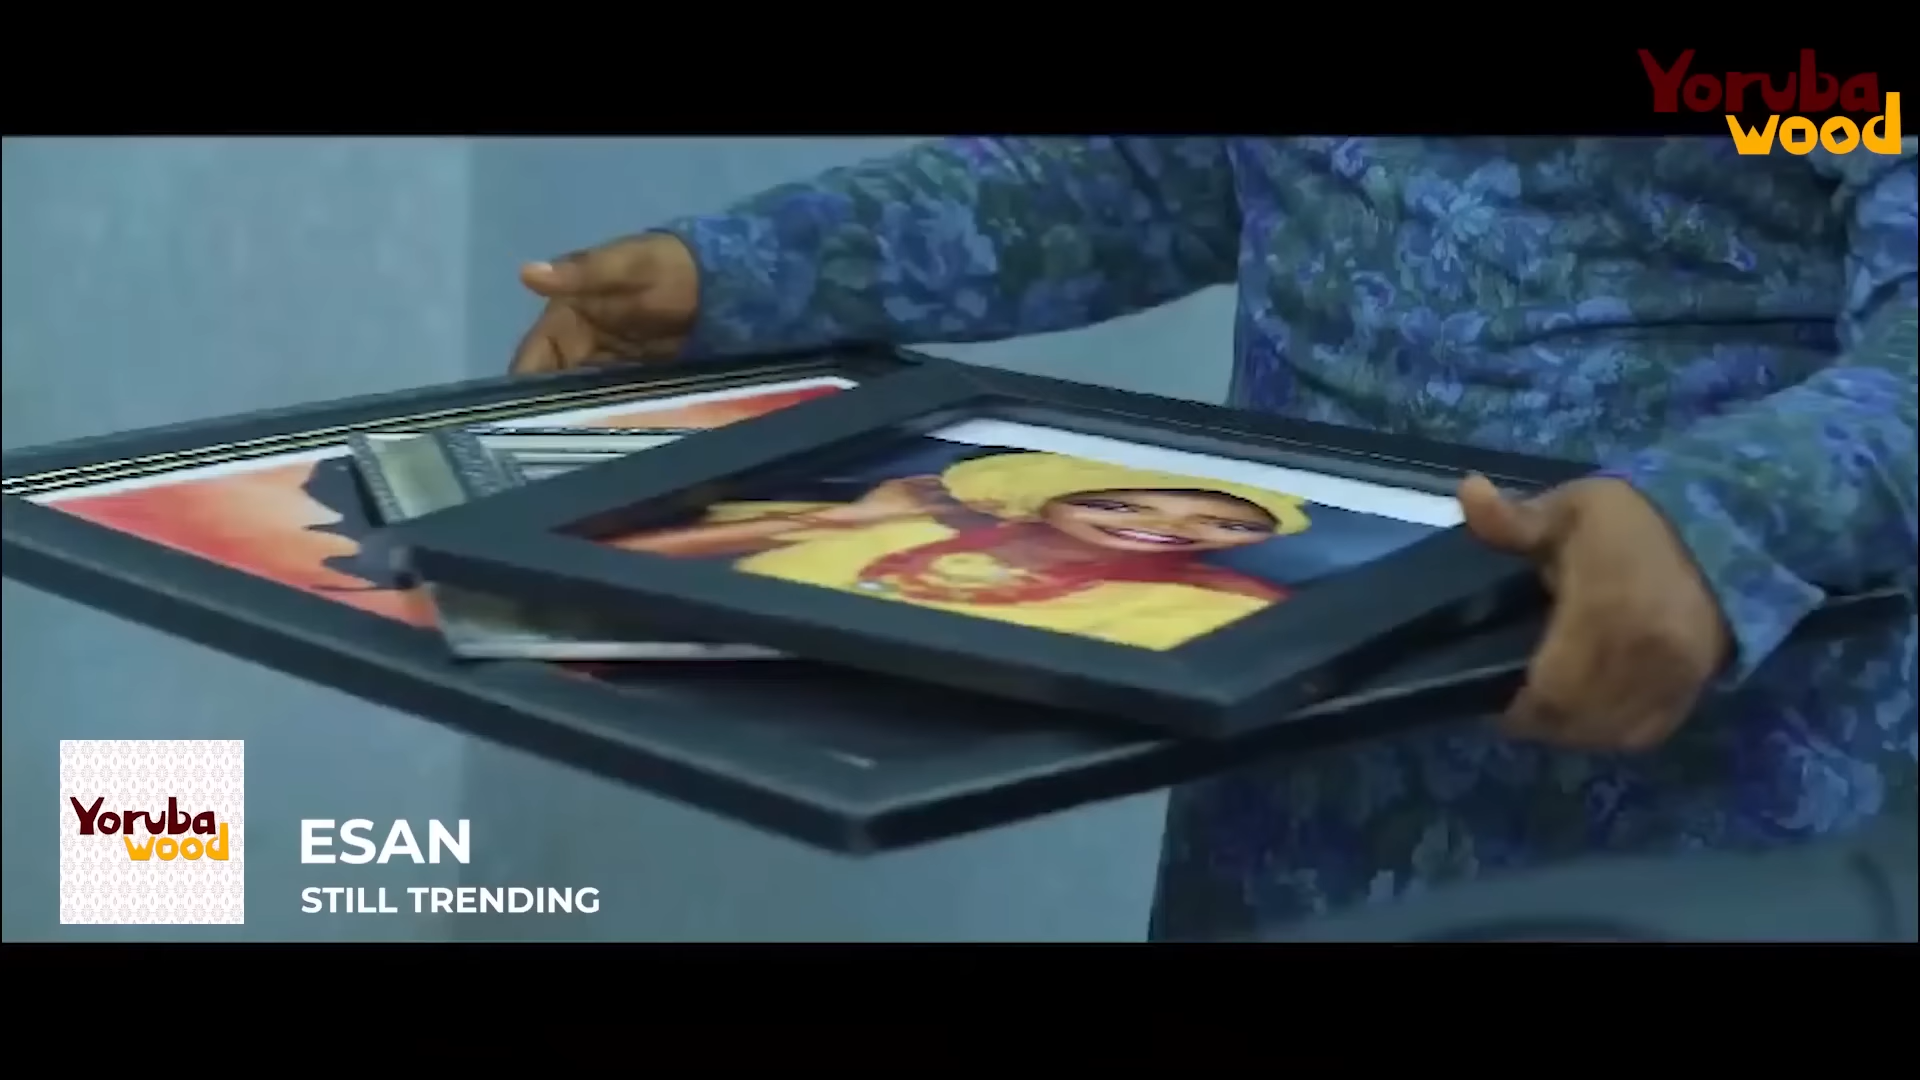 Yoruba
wood
Yoruba
wood
ESAN
STILL TRENDING